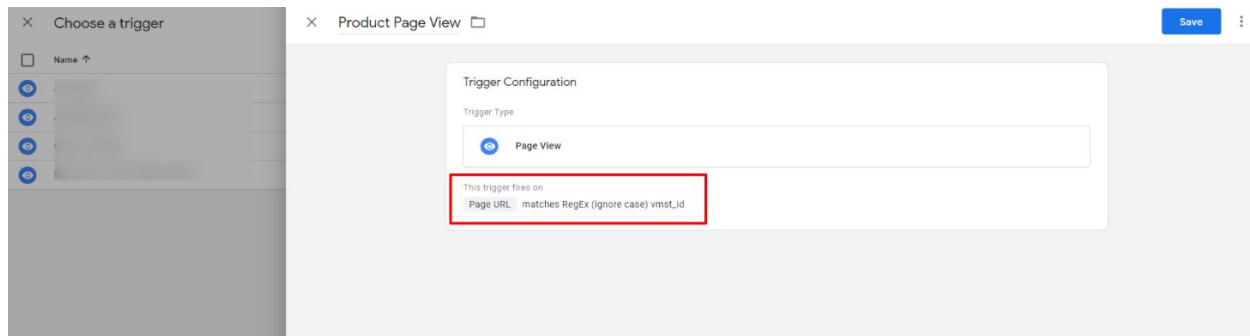 Choose a trigger
Name ↑
Product Page View
Save
Trigger Configuration
Trigger Type
Page View
This trigger fires on
Page URL matches RegEx (ignore case) vmst_id